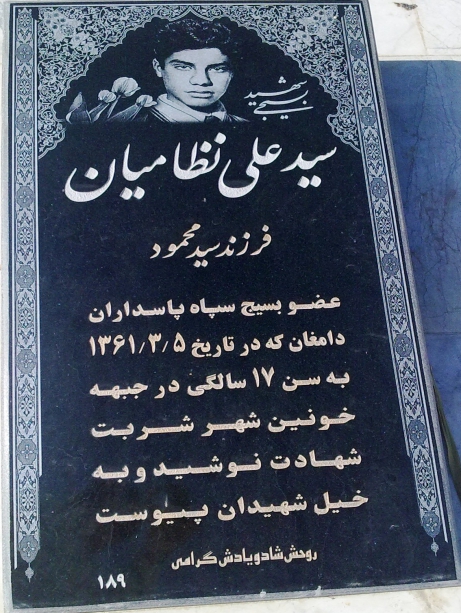 شهید
بسیجی
سید علی نظامیان
فرزند سید محمود
عضو بسیج سپاه پاسداران
دامغان که در تاریخ ۱۳۶۱/۳/۵
به سن ۱۷ سالگی در جبهه
خونین شهر شربت
شهادت نوشید و به
خیل شهیدان پیوست
روحش شاد و یادش گرامی
۱۸۹